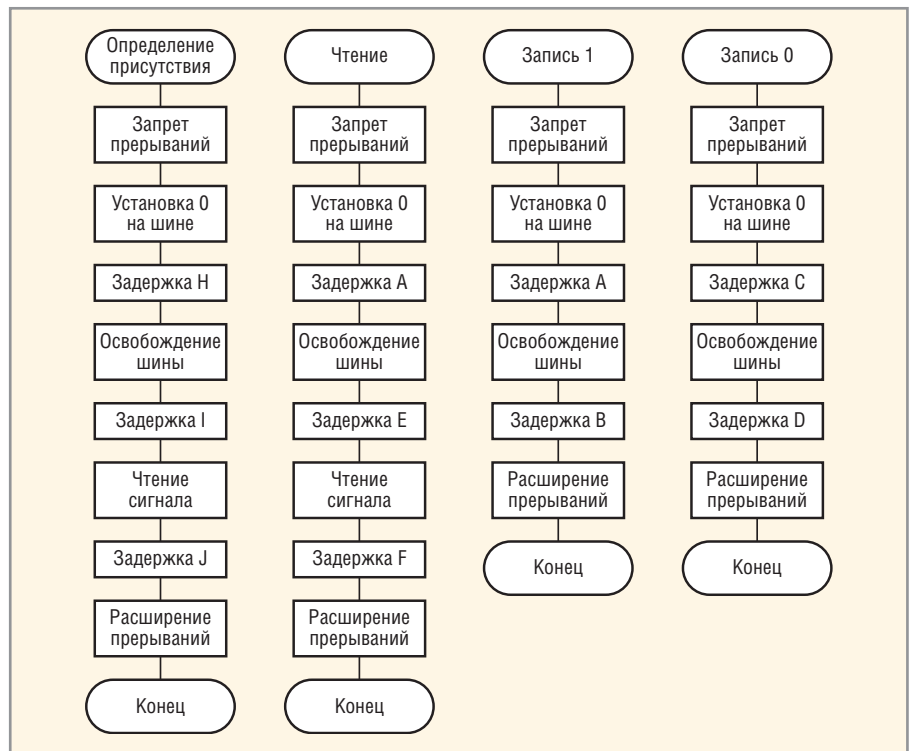 Определение
присутствия
Запрет
прерываний
Установка 0
на шине
Задержка H
Освобождение
шины
Задержка I
Чтение
сигнала
Задержка J
Расширение
прерываний
Конец
Чтение
Запрет
прерываний
Установка 0
на шине
Задержка A
Освобождение
шины
Задержка E
Чтение
сигнала
Задержка F
Расширение
прерываний
Конец
Запись 1
Запрет
прерываний
Установка 0
на шине
Задержка A
Освобождение
шины
Задержка B
Расширение
прерываний
Конец
Запись 0
Запрет
прерываний
Установка 0
на шине
Задержка C
Освобождение
шины
Задержка D
Расширение
прерываний
Конец